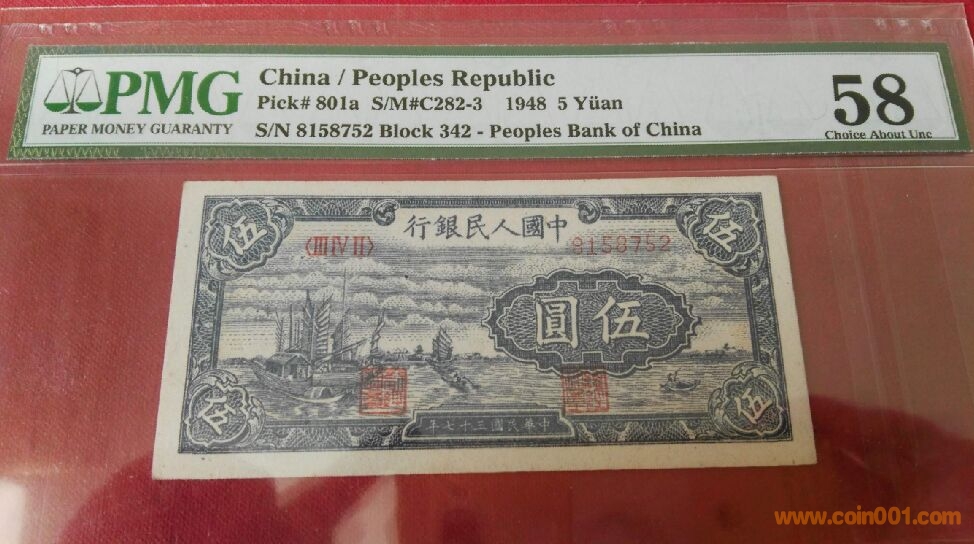 PMG
PAPER MONEY GUARANTY
China / Peoples Republic
Pick# 801a S/M#C282-3 1948 5 Yüan
S/N 8158752 Block 342 - Peoples Bank of China
58
Choice About Unc
伍
行銀民人國中
伍
〈ⅢⅣⅡ〉
8158752
圓伍
伍
年七十三國民華中
伍
www.coin001.com